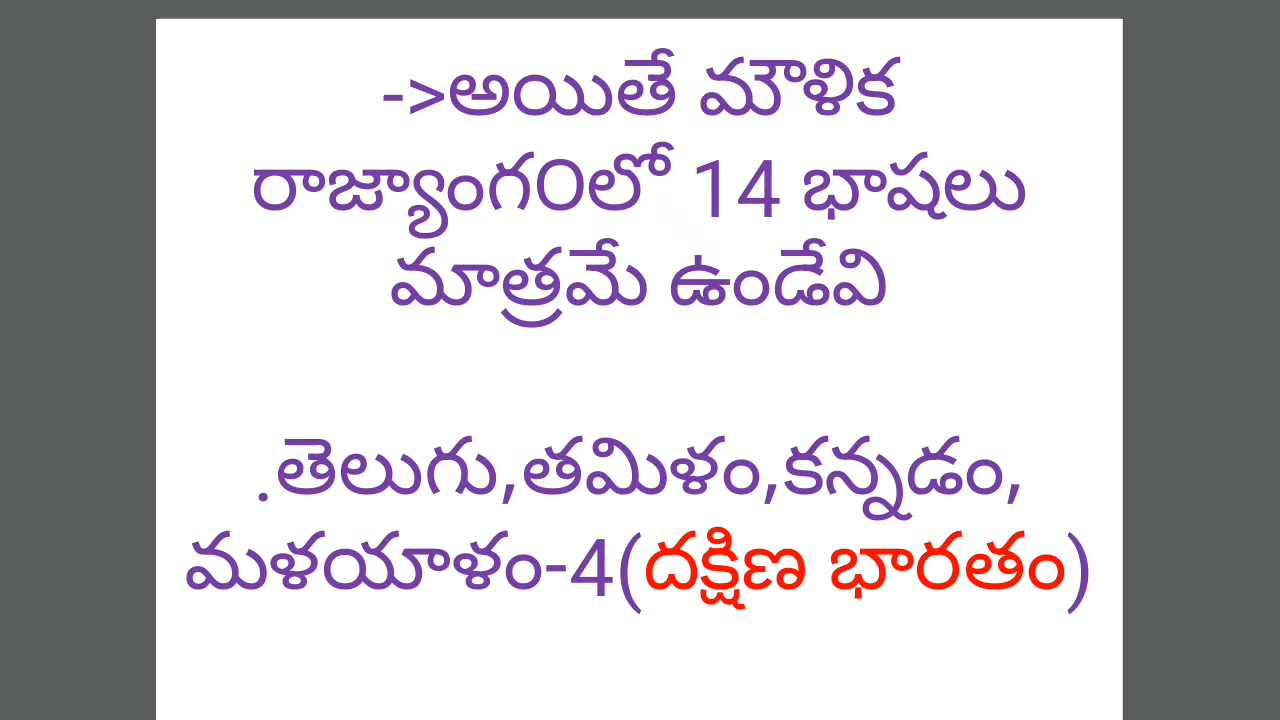 ->అయితే మౌళిక
రాజ్యాంగంలో 14 భాషలు
మాత్రమే ఉండేవి
.తెలుగు,తమిళం,కన్నడం,
మళయాళం-4(దక్షిణ భారతం)